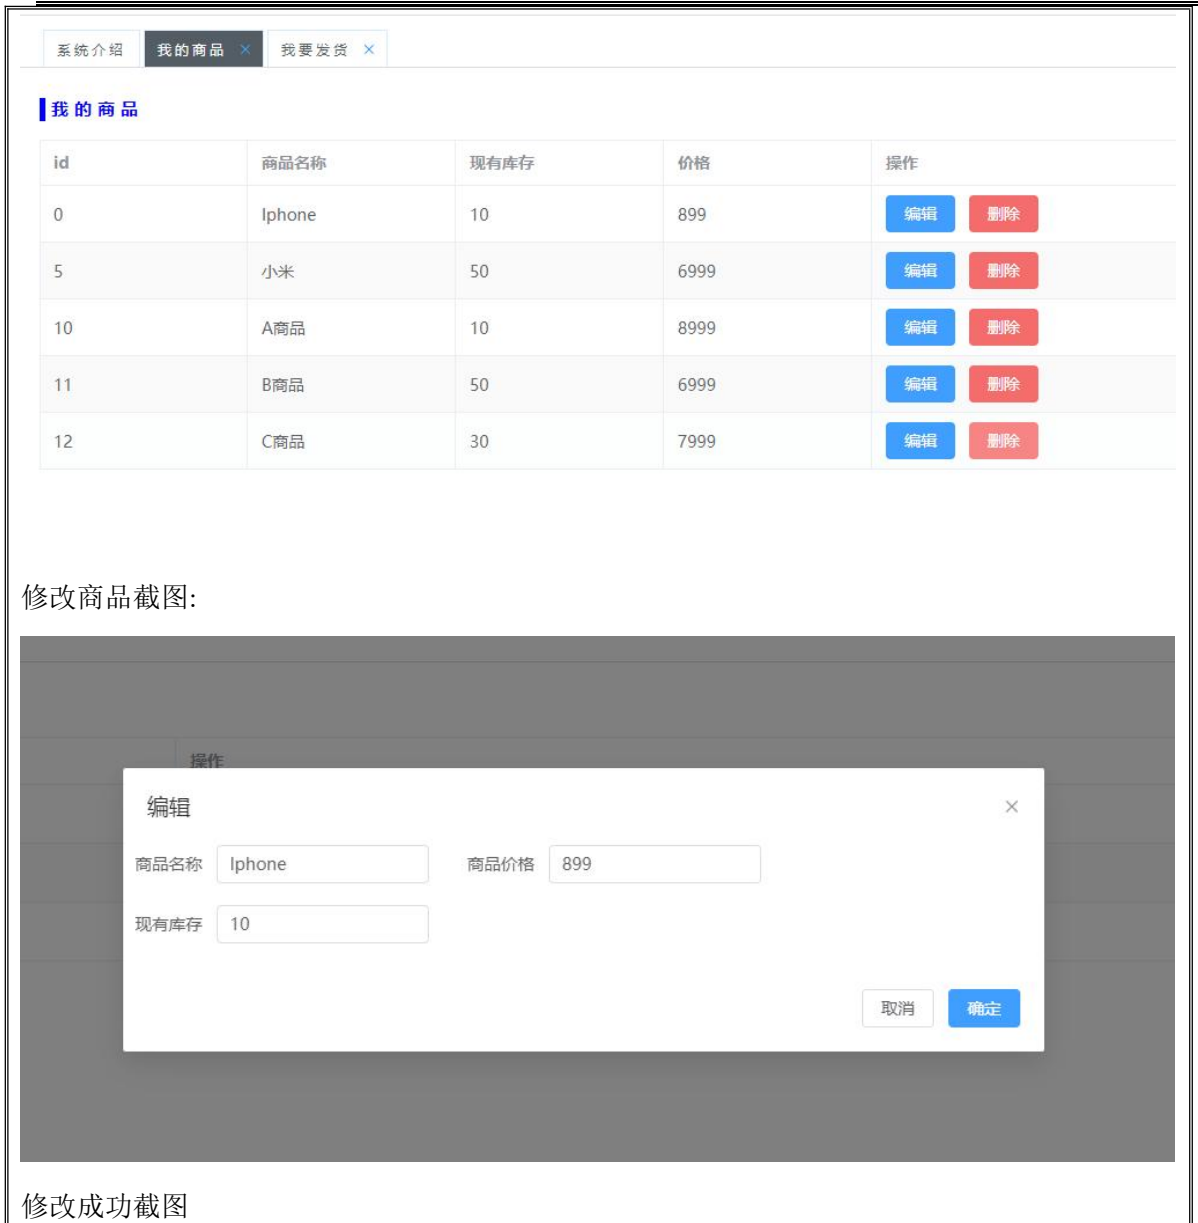 系统介绍 我的商品 × 我要发货 ×
我的商品
id 商品名称 现有库存 价格 操作
0 Iphone 10 899 编辑 删除
5 小米 50 6999 编辑 删除
10 A商品 10 8999 编辑 删除
11 B商品 50 6999 编辑 删除
12 C商品 30 7999 编辑 删除
修改商品截图:
操作
编辑 ×
商品名称 Iphone 商品价格 899
现有库存 10
取消 确定
修改成功截图